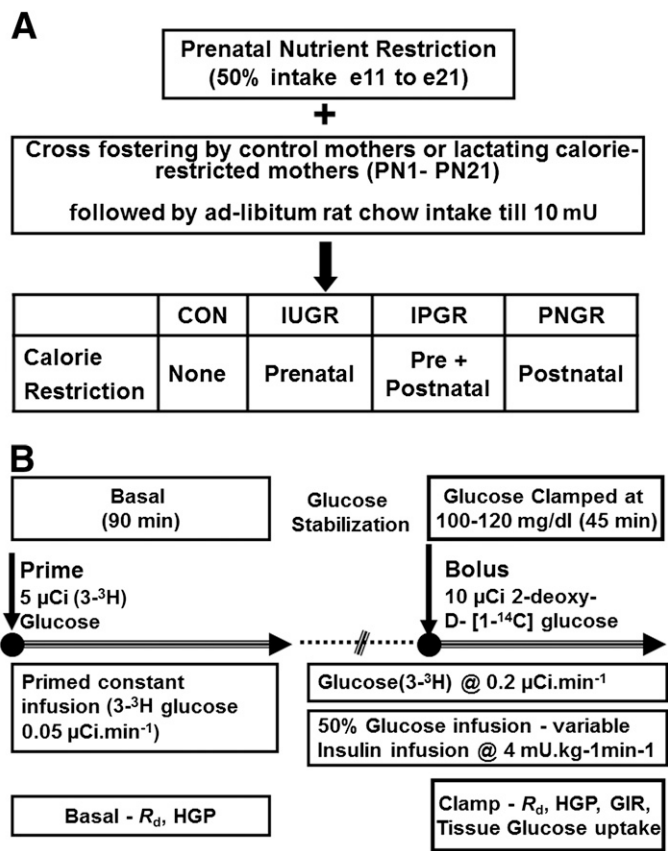 A
Prenatal Nutrient Restriction
(50% intake e11 to e21)
+
Cross fostering by control mothers or lactating calorie-
restricted mothers (PN1- PN21)
followed by ad-libitum rat chow intake till 10 mU
CON IUGR IPGR PNGR
Calorie Restriction None Prenatal Pre + Postnatal Postnatal
B
Basal
(90 min)
Glucose
Stabilization
Glucose Clamped at
100-120 mg/dl (45 min)
Prime
5 µCi (3-³H)
Glucose
Bolus
10 µCi 2-deoxy-
D- [1-¹⁴C] glucose
Primed constant
infusion (3-³H glucose
0.05 µCi.min⁻¹)
Glucose(3-³H) @ 0.2 µCi.min⁻¹
50% Glucose infusion - variable
Insulin infusion @ 4 mU.kg-1min-1
Basal - Rd, HGP
Clamp - Rd, HGP, GIR,
Tissue Glucose uptake